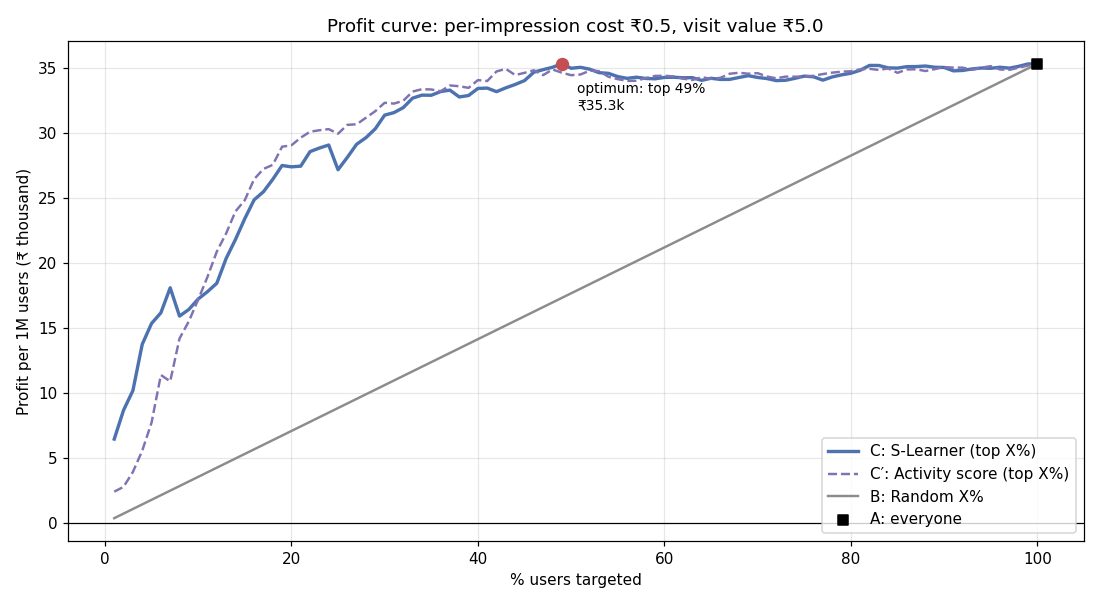 Profit curve: per-impression cost ₹0.5, visit value ₹5.0
Profit per 1M users (₹ thousand)
35
30
25
20
15
10
5
0
optimum: top 49%
₹35.3k
C: S-Learner (top X%)
C′: Activity score (top X%)
B: Random X%
A: everyone
0 20 40 60 80 100
% users targeted